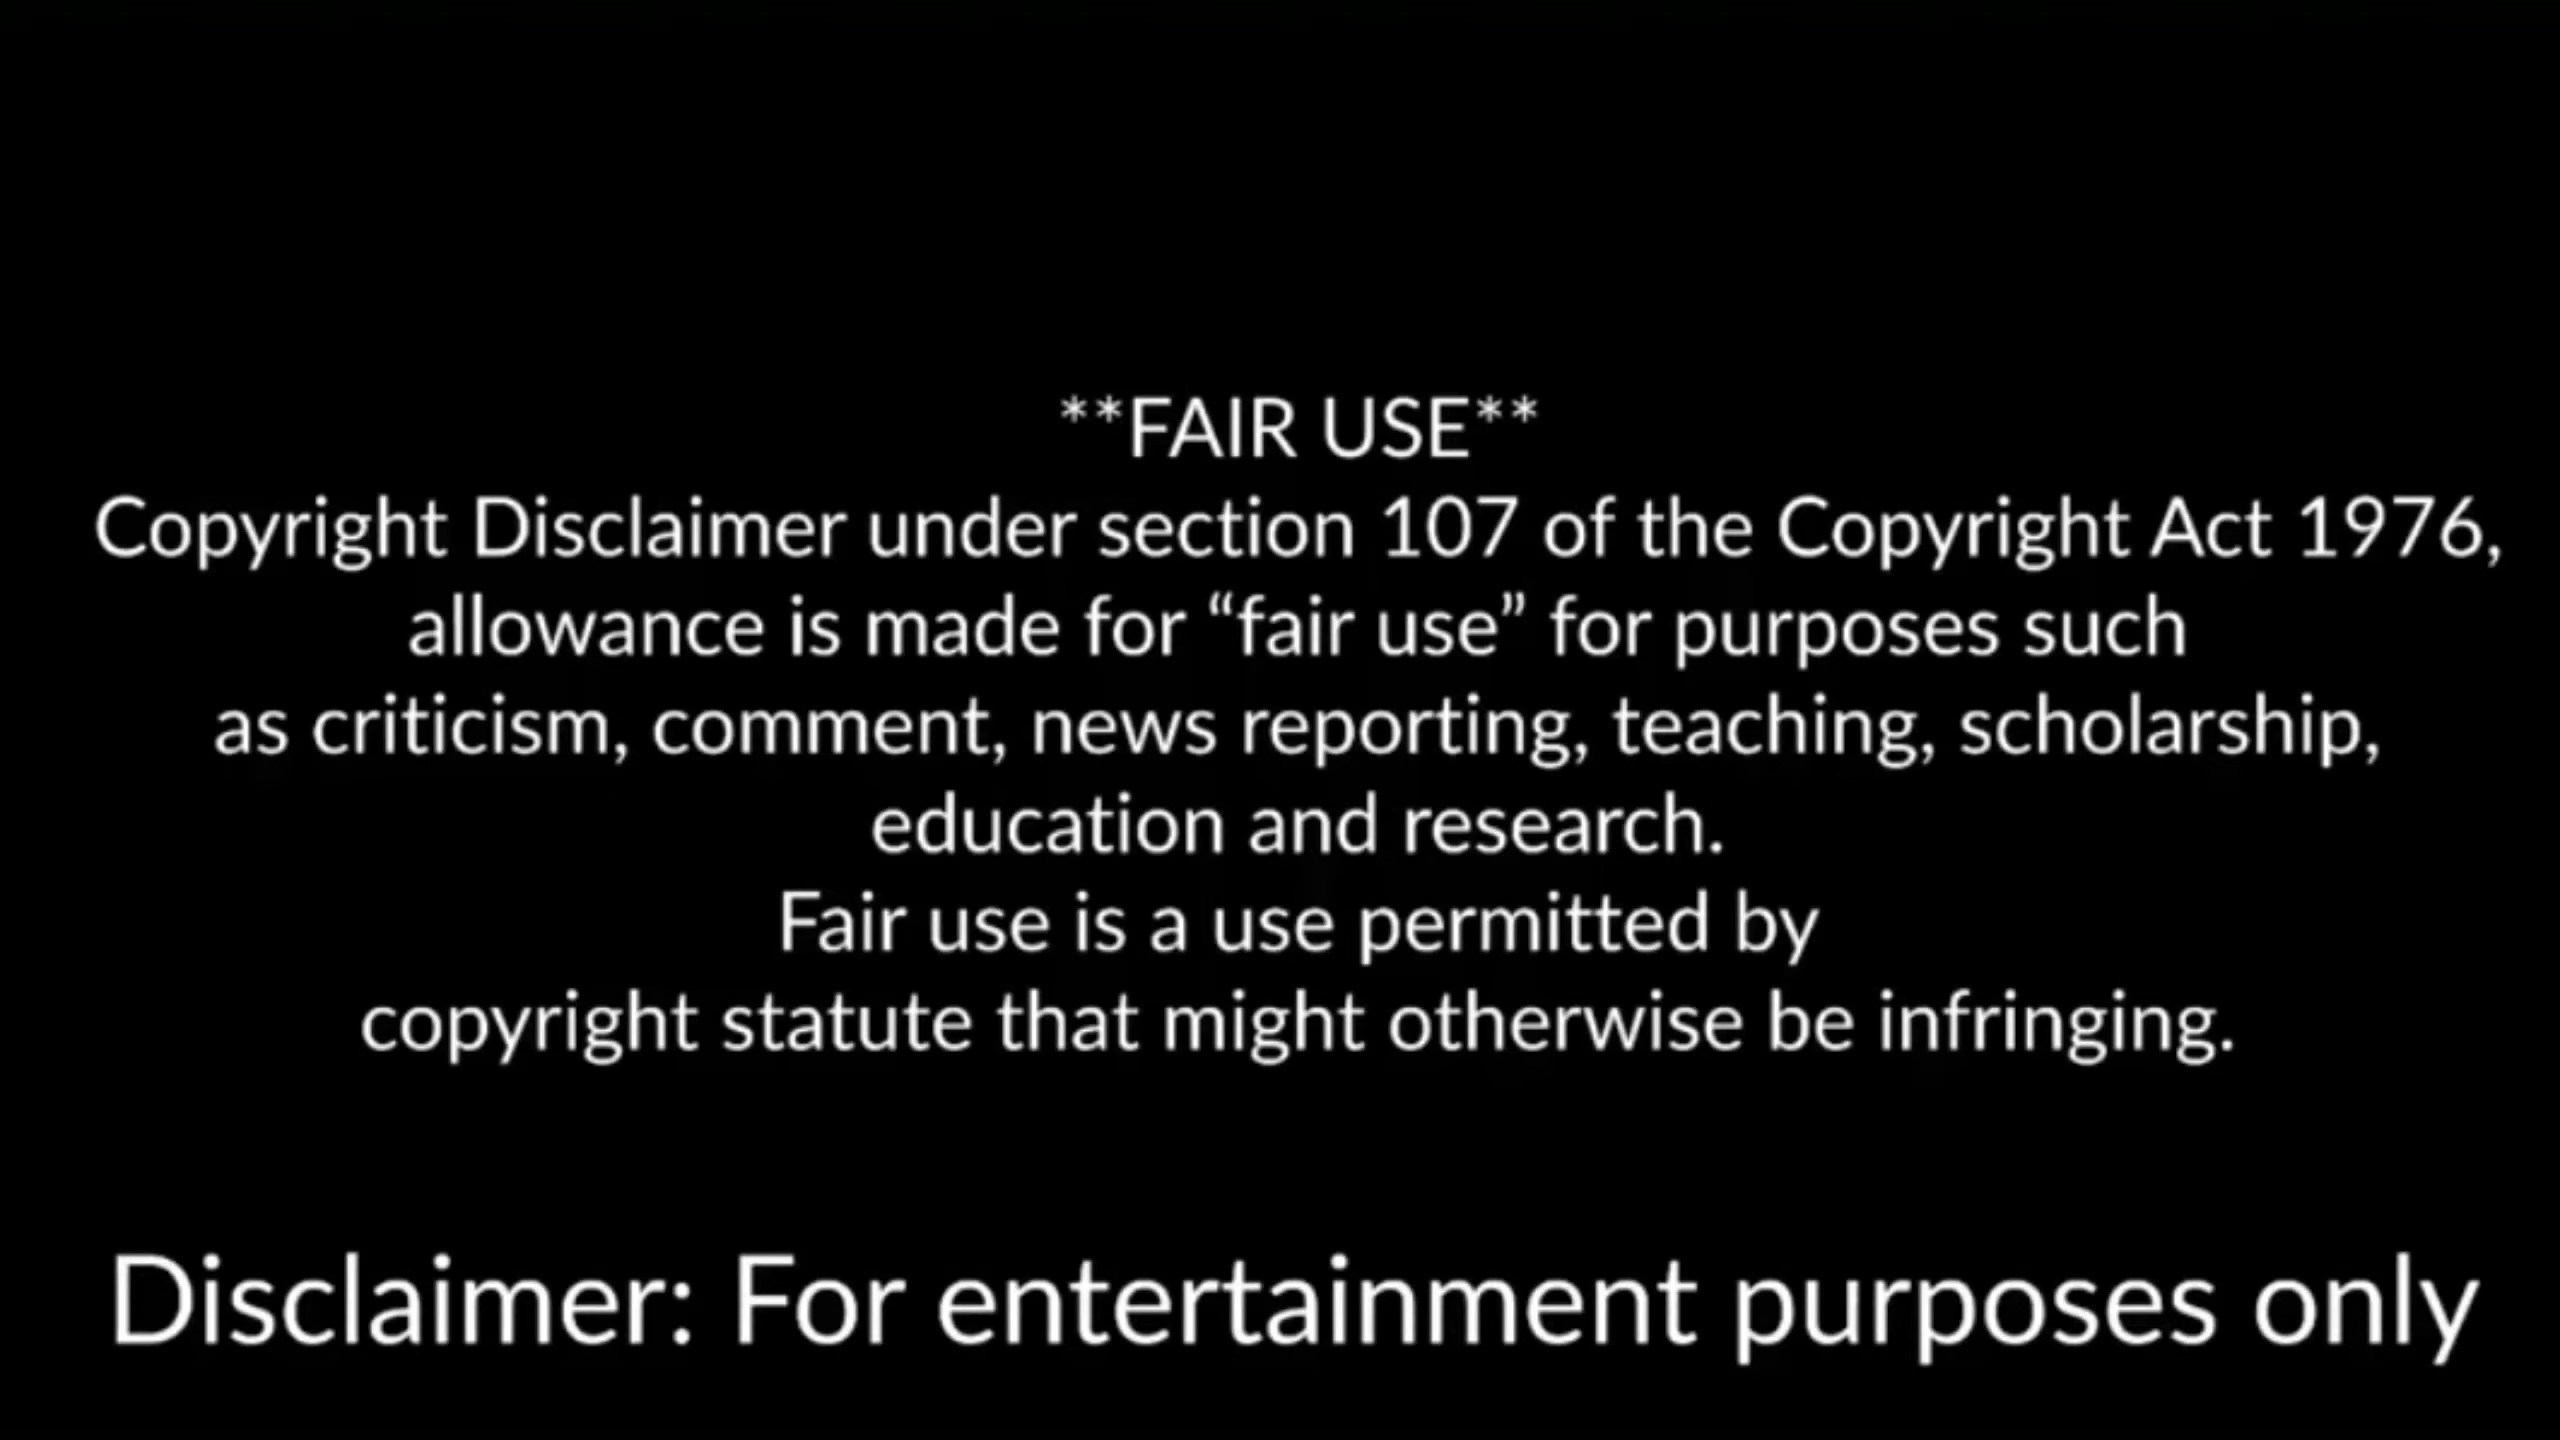 **FAIR USE**
Copyright Disclaimer under section 107 of the Copyright Act 1976,
allowance is made for “fair use” for purposes such
as criticism, comment, news reporting, teaching, scholarship,
education and research.
Fair use is a use permitted by
copyright statute that might otherwise be infringing.
Disclaimer: For entertainment purposes only